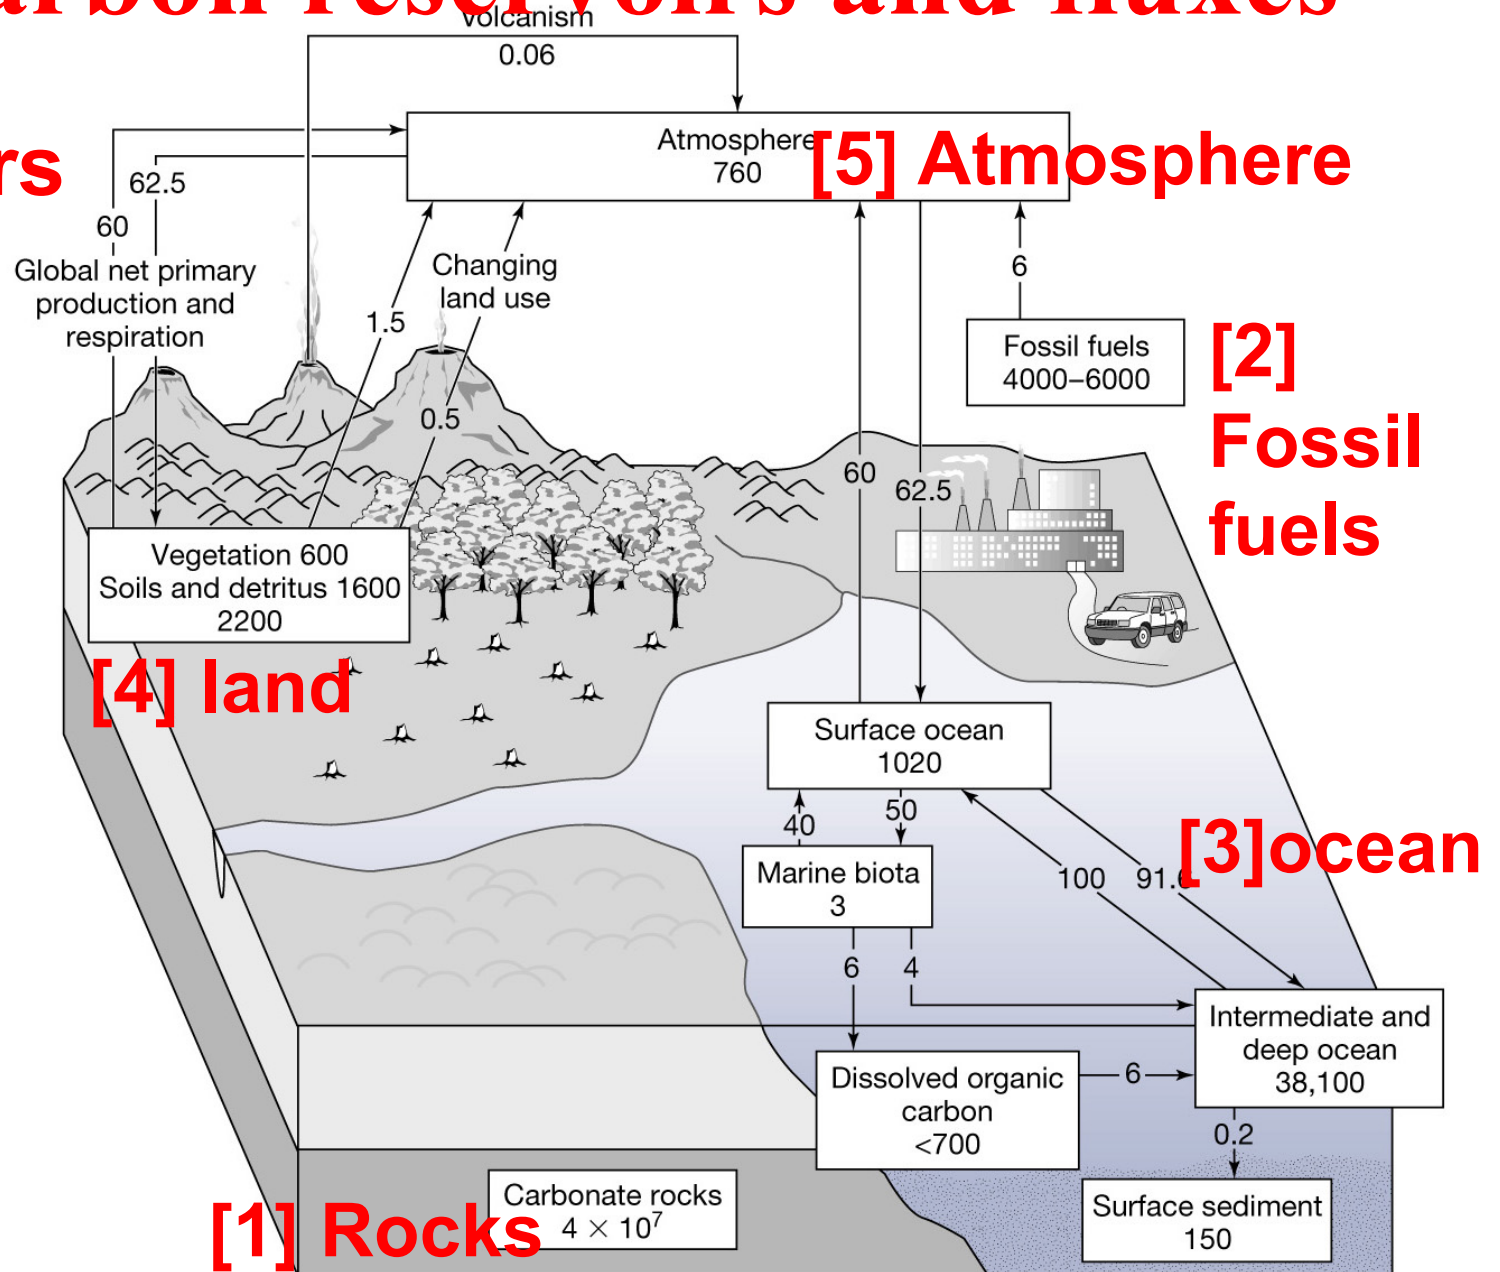 carbon reservoirs and fluxes
Volcanism
0.06
Atmosphere
760
[5] Atmosphere
62.5
60
Global net primary
production and
respiration
Changing
land use
1.5
0.5
6
Fossil fuels
4000–6000
[2]
Fossil
fuels
60
62.5
Vegetation 600
Soils and detritus 1600
2200
[4] land
Surface ocean
1020
40
50
Marine biota
3
100
[3]ocean
6
4
Intermediate and
deep ocean
38,100
Dissolved organic
carbon
<700
6
0.2
Carbonate rocks
4 × 10⁷
[1] Rocks
Surface sediment
150